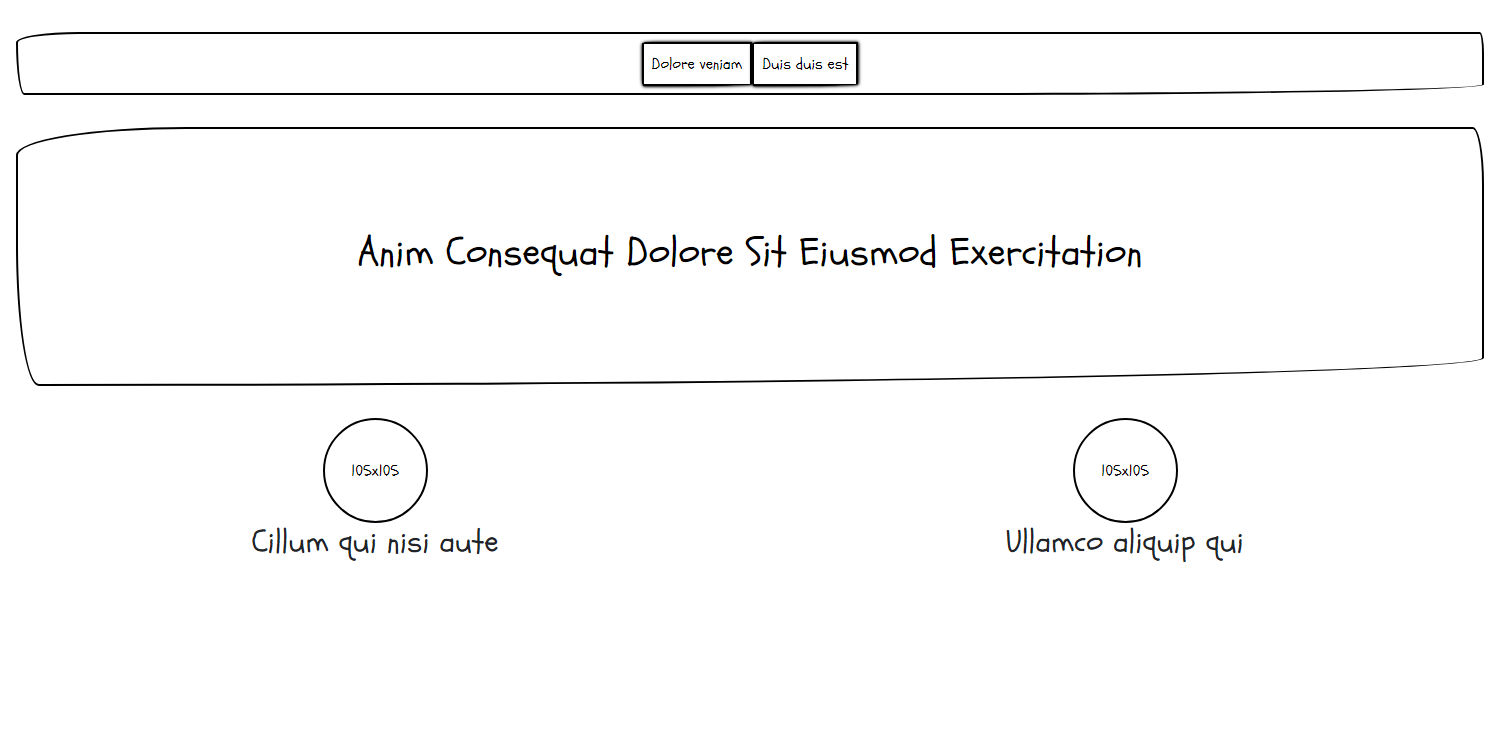 Dolore veniam Duis duis est
Anim Consequat Dolore Sit Eiusmod Exercitation
105x105 105x105
Cillum qui nisi aute Ullamco aliquip qui